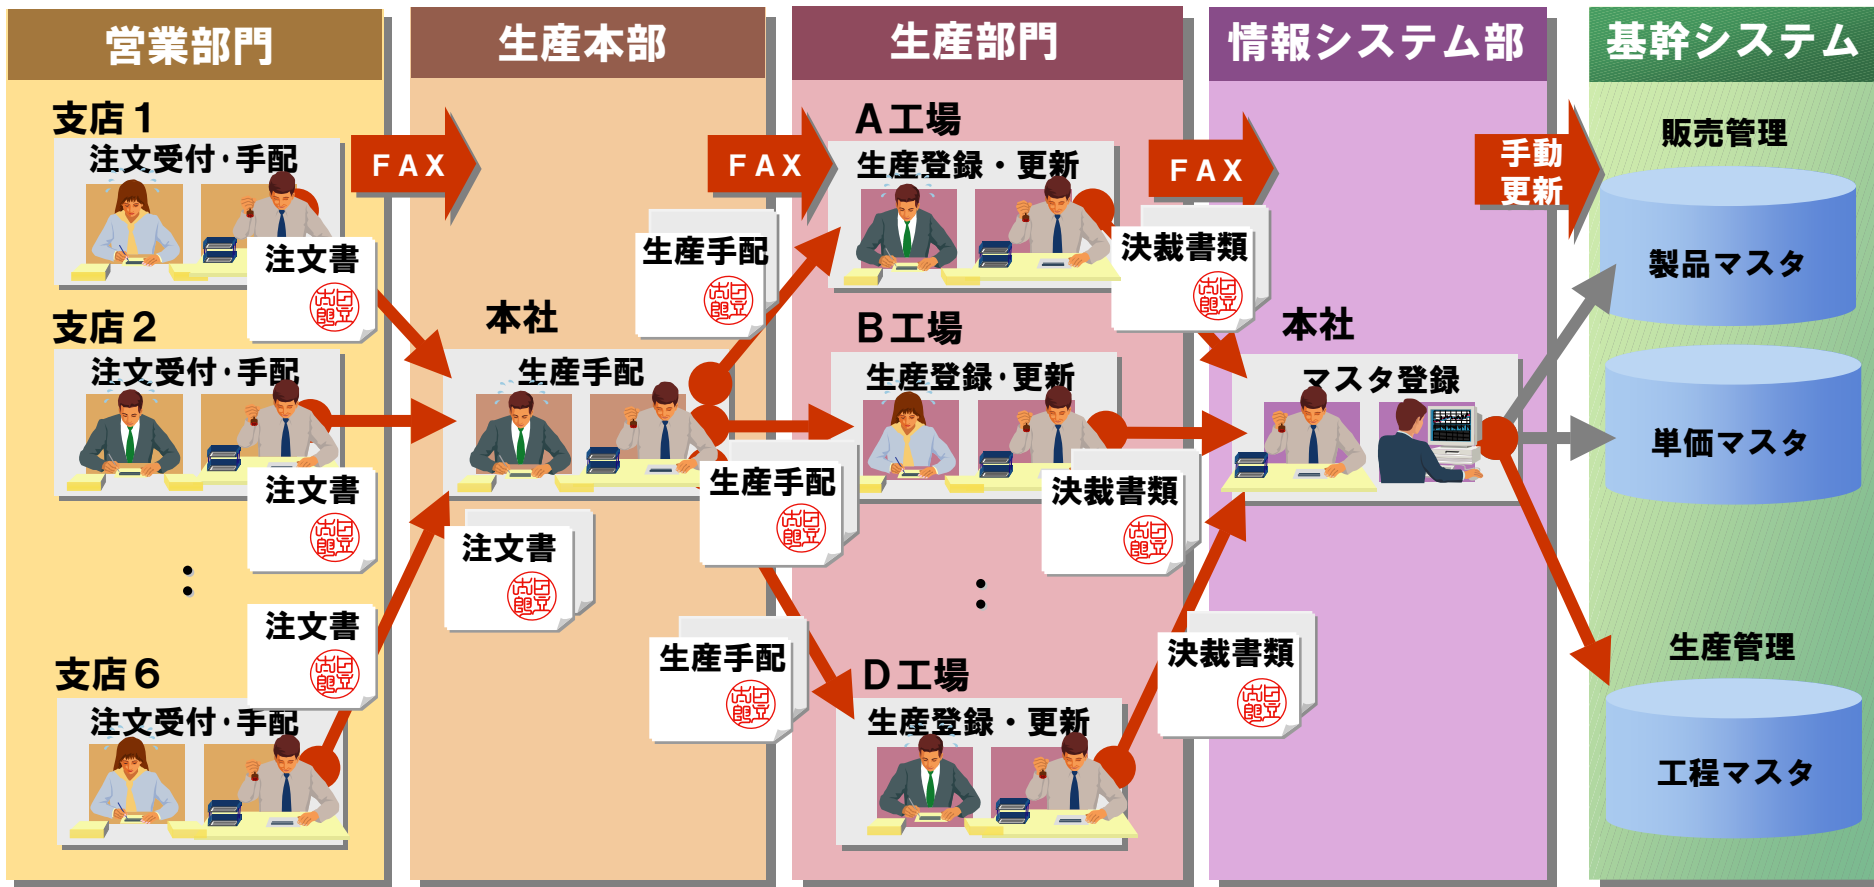 営業部門
支店1
注文受付・手配
注文書
支店2
注文受付・手配
注文書
:
注文書
支店6
注文受付・手配
FAX
生産本部
本社
生産手配
注文書
FAX
生産手配
生産手配
生産手配
生産部門
A工場
生産登録・更新
B工場
生産登録・更新
:
D工場
生産登録・更新
FAX
決裁書類
決裁書類
決裁書類
情報システム部
本社
マスタ登録
手動
更新
基幹システム
販売管理
製品マスタ
単価マスタ
生産管理
工程マスタ